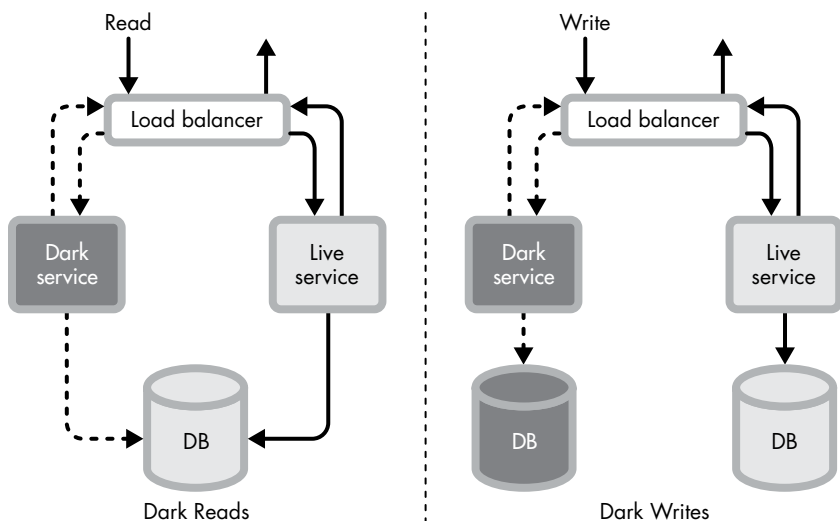 Read
Load balancer
Dark
service
Live
service
DB
Dark Reads
Write
Load balancer
Dark
service
Live
service
DB
DB
Dark Writes